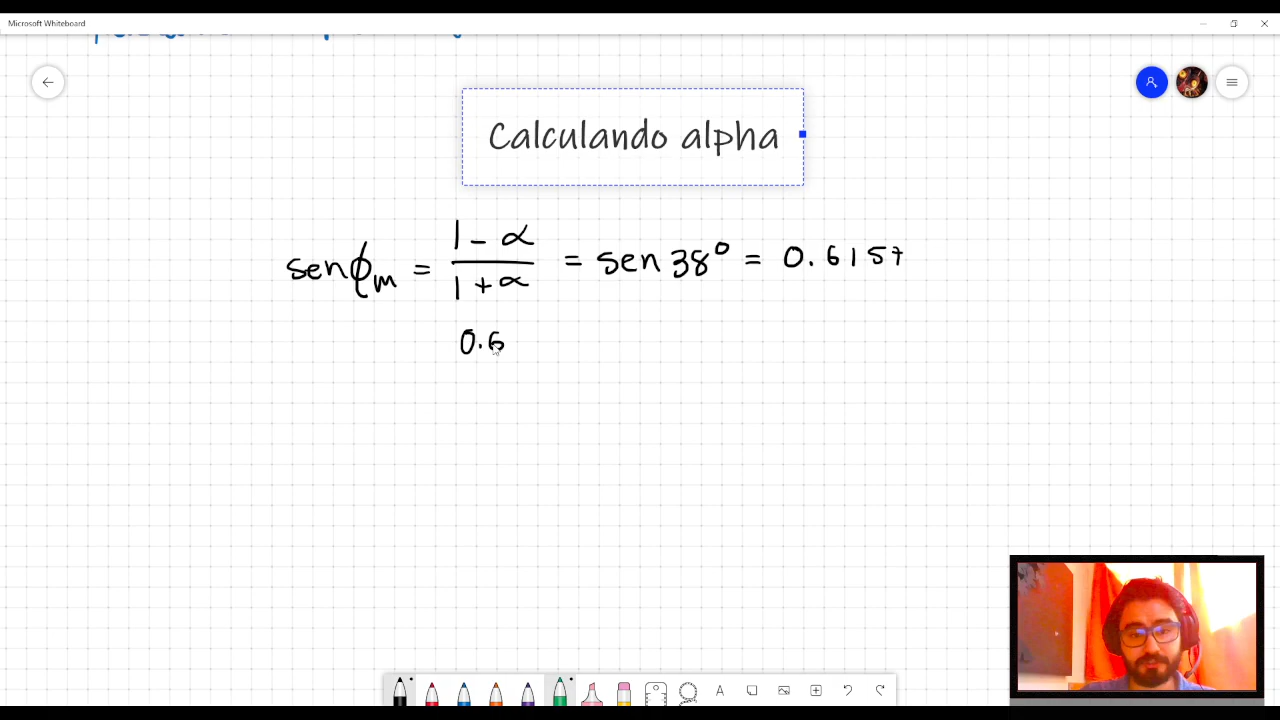 Microsoft Whiteboard
Calculando alpha
senϕm = (1 - α)/(1 + α) = sen 38° = 0.6157
0.6
A